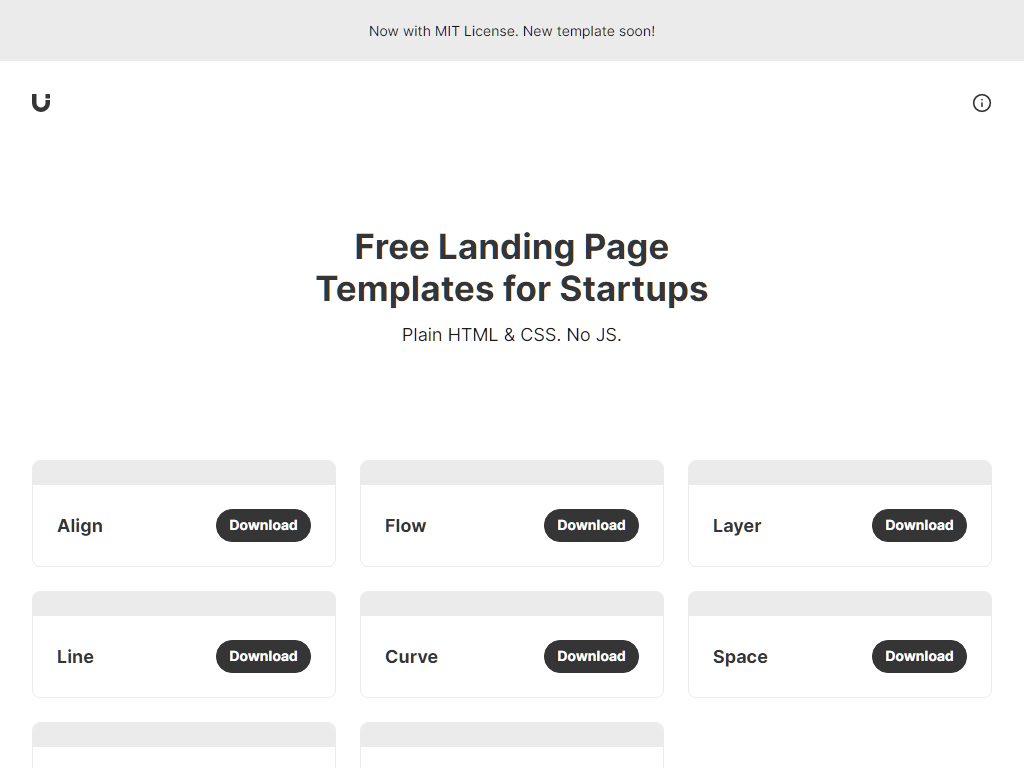 Now with MIT License. New template soon!
Free Landing Page
Templates for Startups
Plain HTML & CSS. No JS.
Align
Download
Flow
Download
Layer
Download
Line
Download
Curve
Download
Space
Download